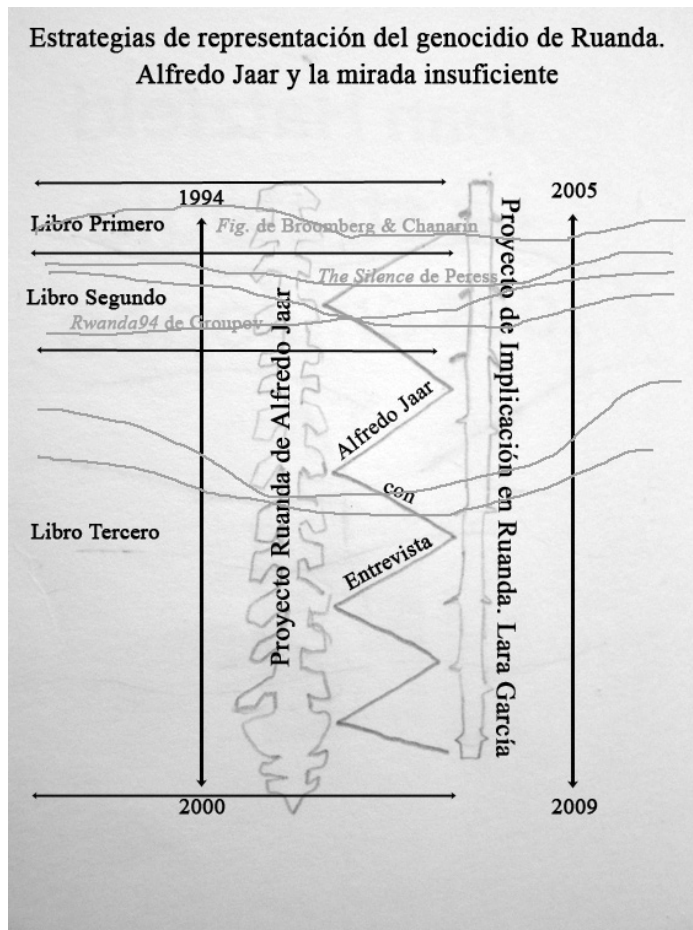 Estrategias de representación del genocidio de Ruanda.
Alfredo Jaar y la mirada insuficiente
1994
2005
Libro Primero
Fig. de Broomberg & Chanarin
The Silence de Peress
Libro Segundo
Rwanda94 de Groupov
Proyecto Ruanda de Alfredo Jaar
Entrevista con Alfredo Jaar
Proyecto de Implicación en Ruanda. Lara García
Libro Tercero
2000
2009